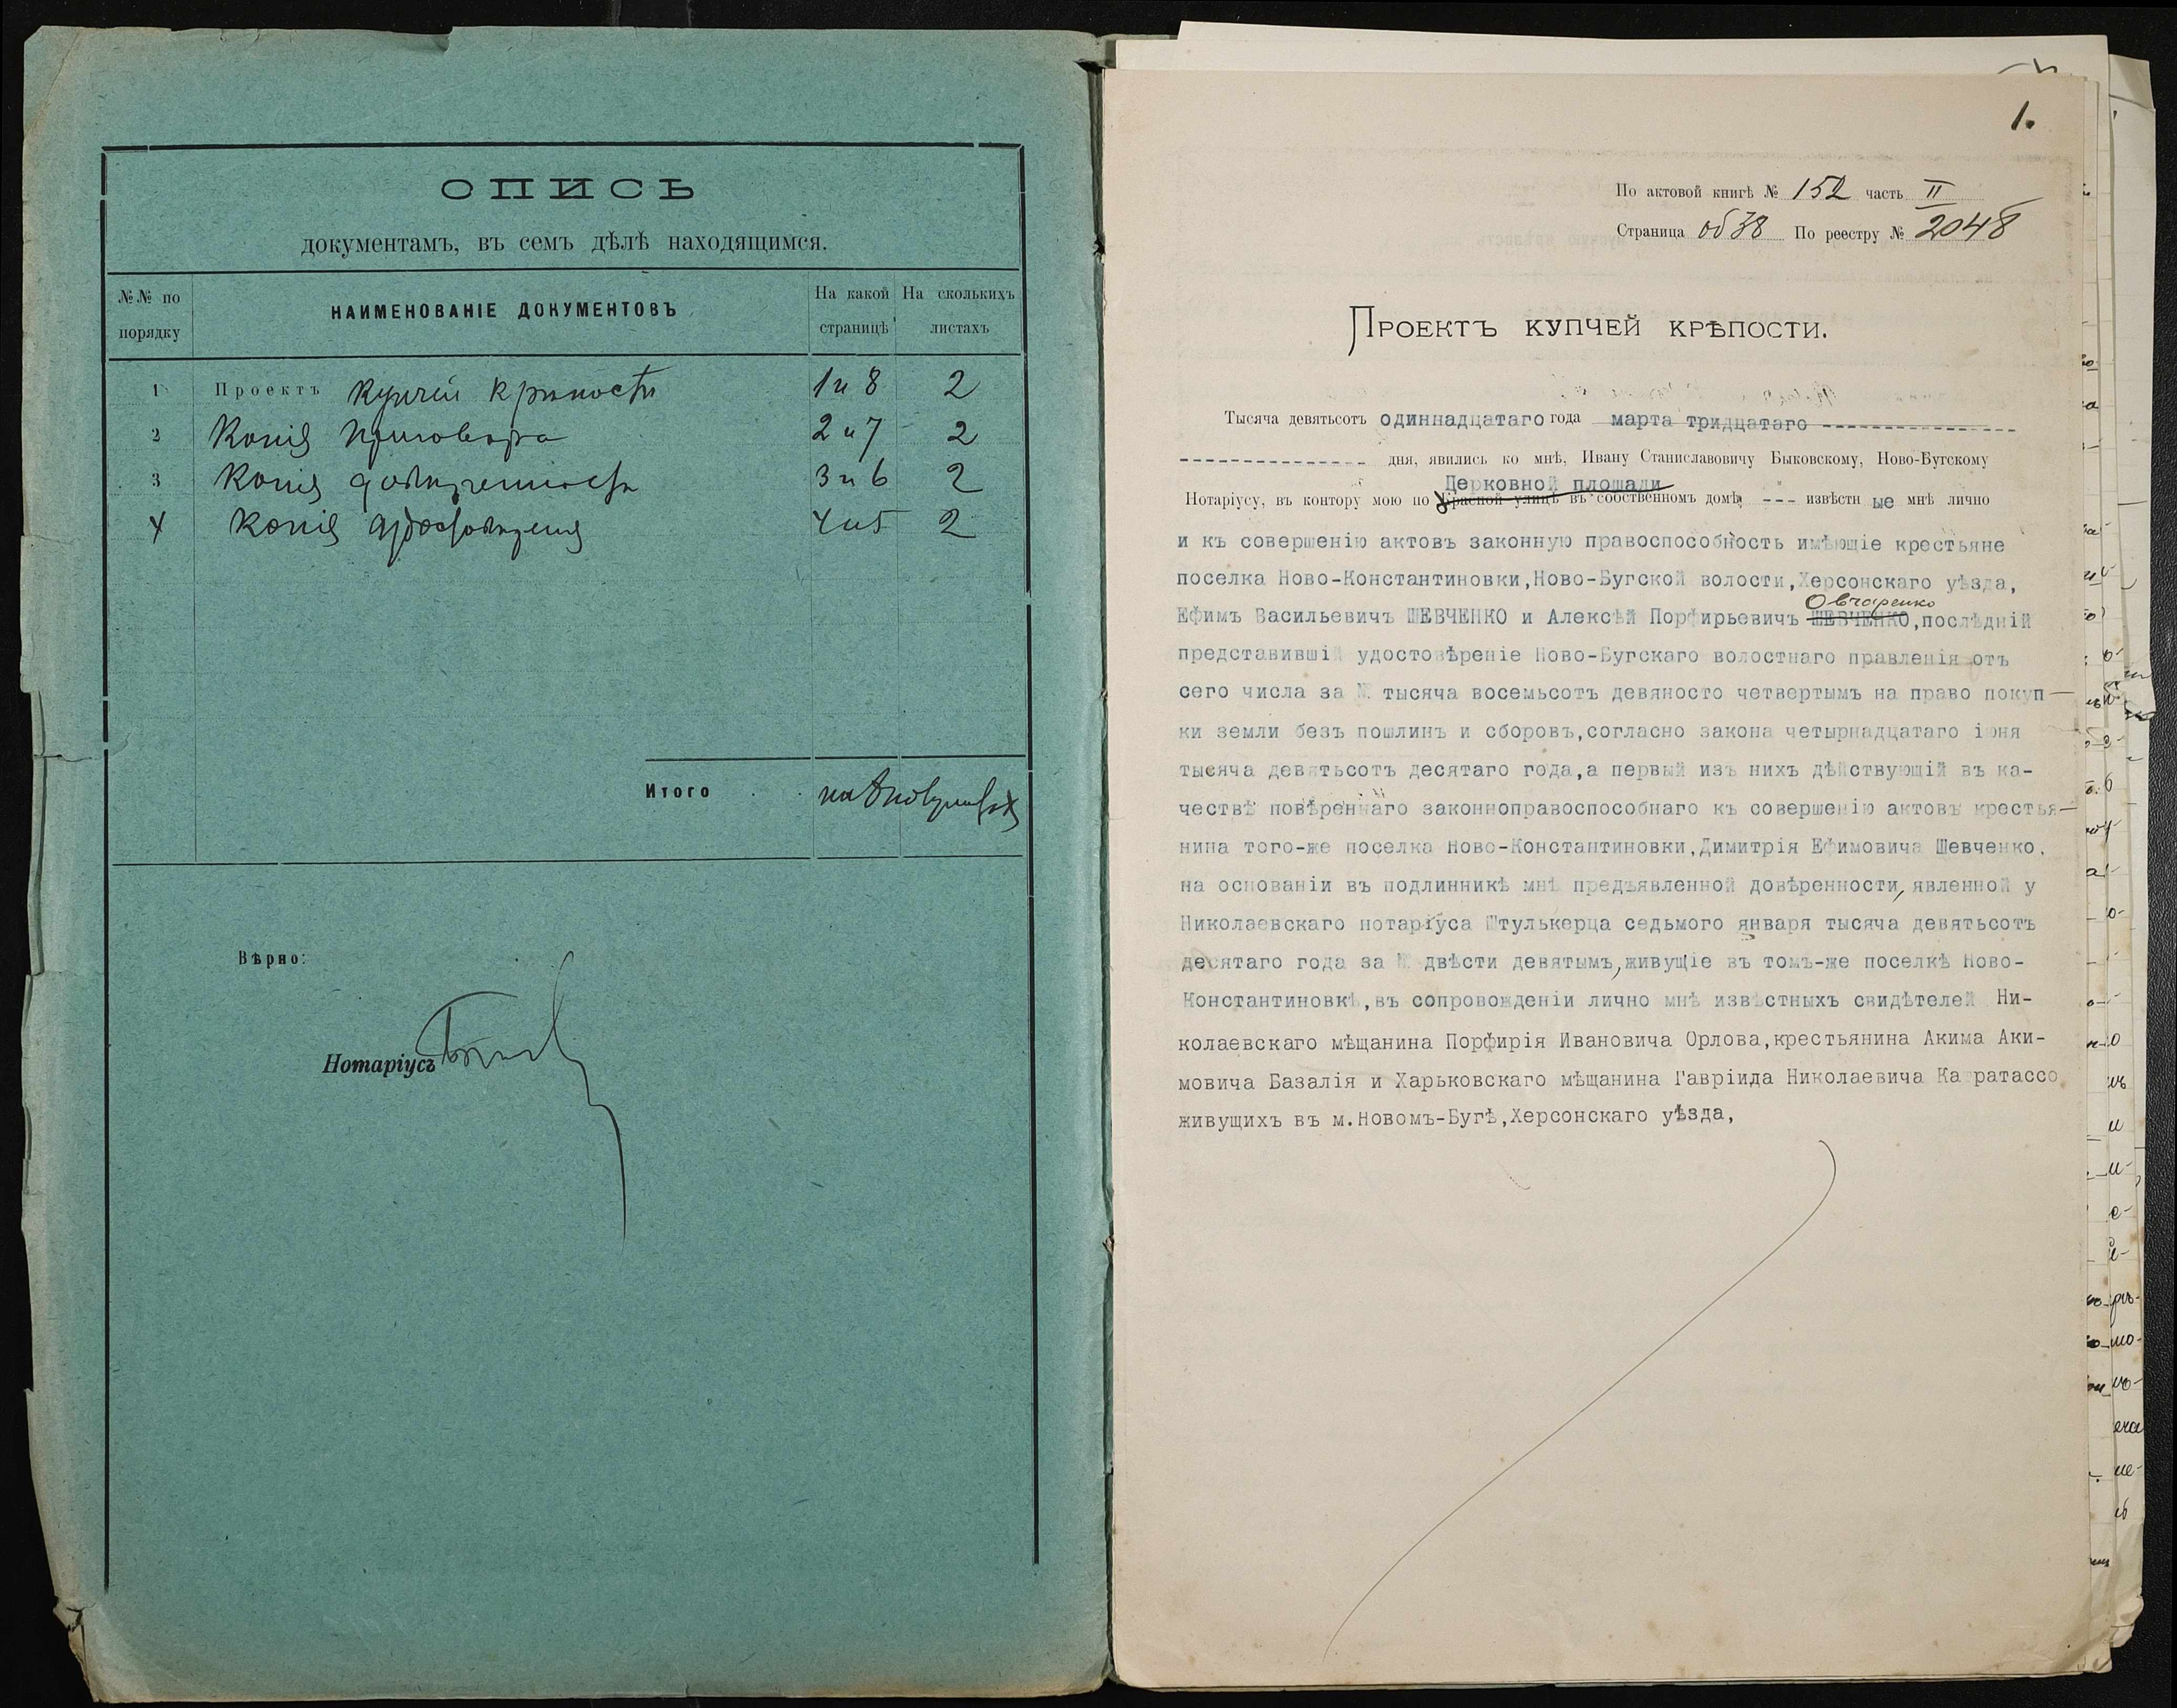 ОПИСЬ
документамъ, въ семъ дѣлѣ находящимся.
№№ по порядку
НАИМЕНОВАНІЕ ДОКУМЕНТОВЪ
На какой страницѣ
На сколькихъ листахъ
1 Проектъ купчей крѣпости 1 и 8 2
2 Копія приговора 2 и 7 2
3 Копія довѣренности 3 и 6 2
4 Копія удостовѣренія 4 и 5 2
Итого
Вѣрно:
Нотаріусъ
1.
По актовой книгѣ № 152 часть II
Страница об 38 По реестру № 2048
ПРОЕКТЪ КУПЧЕЙ КРѢПОСТИ.
Тысяча девятьсотъ одиннадцатаго года марта тридцатаго
дня, явились ко мнѣ, Ивану Станиславовичу Быковскому, Ново-Бугскому
Церковной площади
Нотаріусу, въ контору мою по Красной улицѣ въ собственномъ домѣ, --- извѣстн ые мнѣ лично
и къ совершенію актовъ законную правоспособность имѣющіе крестьяне
поселка Ново-Константиновки,Ново-Бугской волости,Херсонскаго уѣзда,
Овчаренко
Ефимъ Васильевичъ ШЕВЧЕНКО и Алексѣй Порфирьевичъ ШЕВЧЕНКО,послѣдній
представившій удостовѣреніе Ново-Бугскаго волостнаго правленія отъ
сего числа за № тысяча восемьсотъ девяносто четвертымъ на право покуп-
ки земли безъ пошлинъ и сборовъ,согласно закона четырнадцатаго іюня
тысяча девятьсотъ десятаго года,а первый изъ нихъ дѣйствующій въ ка-
чествѣ повѣреннаго законноправоспособнаго къ совершенію актовъ крестья-
нина того-же поселка Ново-Константиновки,Димитрія Ефимовича Шевченко,
на основаніи въ подлинникѣ мнѣ предъявленной довѣренности, явленной у
Николаевскаго нотаріуса Штулькерца седьмого января тысяча девятьсотъ
десятаго года за № двѣсти девятымъ,живущіе въ томъ-же поселкѣ Ново-
Константиновкѣ,въ сопровожденіи лично мнѣ извѣстныхъ свидѣтелей Ни-
колаевскаго мѣщанина Порфирія Ивановича Орлова,крестьянина Акима Аки-
мовича Базалія и Харьковскаго мѣщанина Гавріида Николаевича
живущихъ въ м.Новомъ-Бугѣ,Херсонскаго уѣзда,